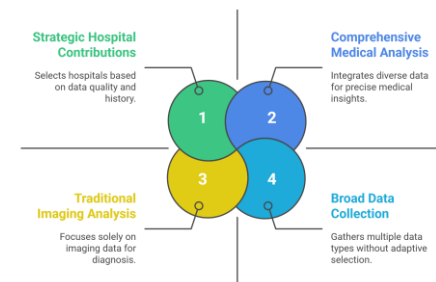 Strategic Hospital
Contributions
Selects hospitals based
on data quality and
history.
Comprehensive
Medical Analysis
Integrates diverse data
for precise medical
insights.
1
2
3
4
Traditional
Imaging Analysis
Focuses solely on
imaging data for
diagnosis.
Broad Data
Collection
Gathers multiple data
types without adaptive
selection.